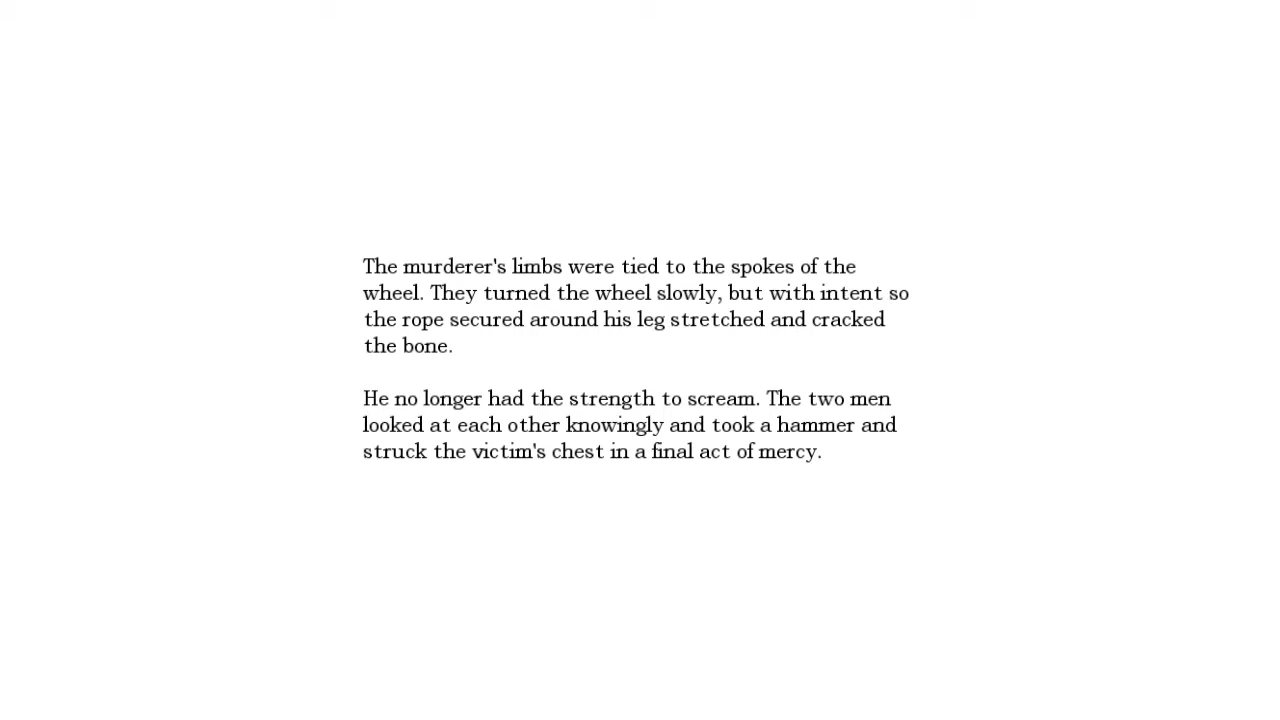 The murderer's limbs were tied to the spokes of the
wheel. They turned the wheel slowly, but with intent so
the rope secured around his leg stretched and cracked
the bone.
He no longer had the strength to scream. The two men
looked at each other knowingly and took a hammer and
struck the victim's chest in a final act of mercy.